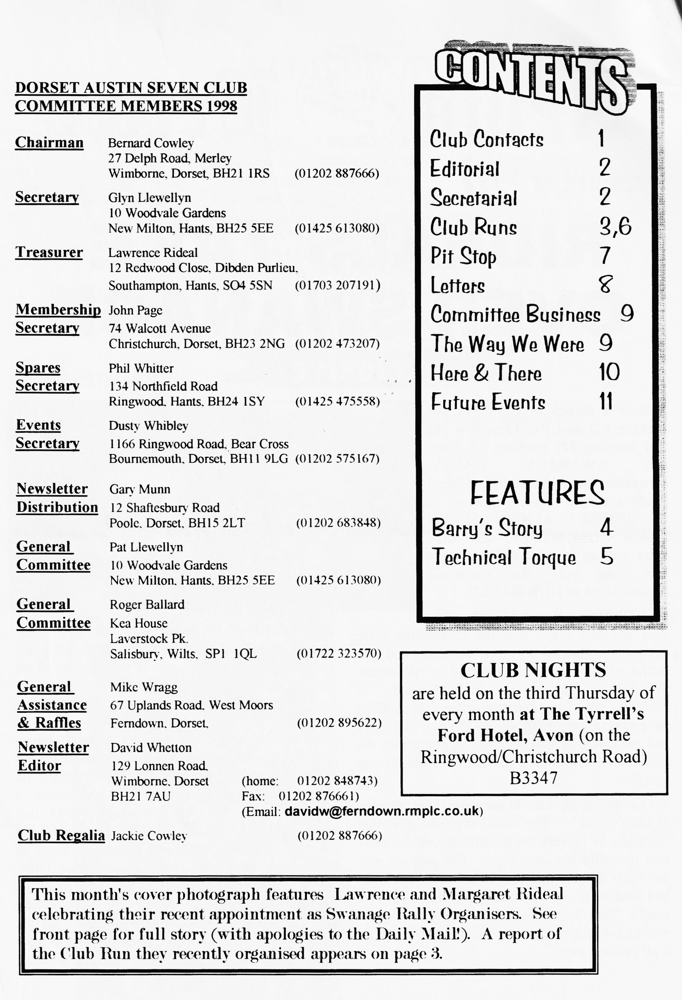 DORSET AUSTIN SEVEN CLUB
COMMITTEE MEMBERS 1998
Chairman Bernard Cowley
27 Delph Road, Merley
Wimborne, Dorset, BH21 1RS (01202 887666)
Secretary Glyn Llewellyn
10 Woodvale Gardens
New Milton, Hants, BH25 5EE (01425 613080)
Treasurer Lawrence Rideal
12 Redwood Close, Dibden Purlieu,
Southampton, Hants, SO4 5SN (01703 207191)
Membership John Page
Secretary 74 Walcott Avenue
Christchurch, Dorset, BH23 2NG (01202 473207)
Spares Phil Whitter
Secretary 134 Northfield Road
Ringwood, Hants, BH24 1SY (01425 475558)
Events Dusty Whibley
Secretary 1166 Ringwood Road, Bear Cross
Bournemouth, Dorset, BH11 9LG (01202 575167)
Newsletter Gary Munn
Distribution 12 Shaftesbury Road
Poole, Dorset, BH15 2LT (01202 683848)
General Pat Llewellyn
Committee 10 Woodvale Gardens
New Milton, Hants, BH25 5EE (01425 613080)
General Roger Ballard
Committee Kea House
Laverstock Pk.
Salisbury, Wilts, SP1 1QL (01722 323570)
General Mike Wragg
Assistance 67 Uplands Road, West Moors
& Raffles Ferndown, Dorset, (01202 895622)
Newsletter David Whetton
Editor 129 Lonnen Road,
Wimborne, Dorset (home: 01202 848743)
BH21 7AU Fax: 01202 876661)
(Email: davidw@ferndown.rmplc.co.uk)
Club Regalia Jackie Cowley (01202 887666)
CONTENTS
Club Contacts 1
Editorial 2
Secretarial 2
Club Runs 3,6
Pit Stop 7
Letters 8
Committee Business 9
The Way We Were 9
Here & There 10
Future Events 11
FEATURES
Barry's Story 4
Technical Torque 5
CLUB NIGHTS
are held on the third Thursday of
every month at The Tyrrell's
Ford Hotel, Avon (on the
Ringwood/Christchurch Road)
B3347
This month's cover photograph features Lawrence and Margaret Rideal
celebrating their recent appointment as Swanage Rally Organisers. See
front page for full story (with apologies to the Daily Mail!). A report of
the Club Run they recently organised appears on page 3.